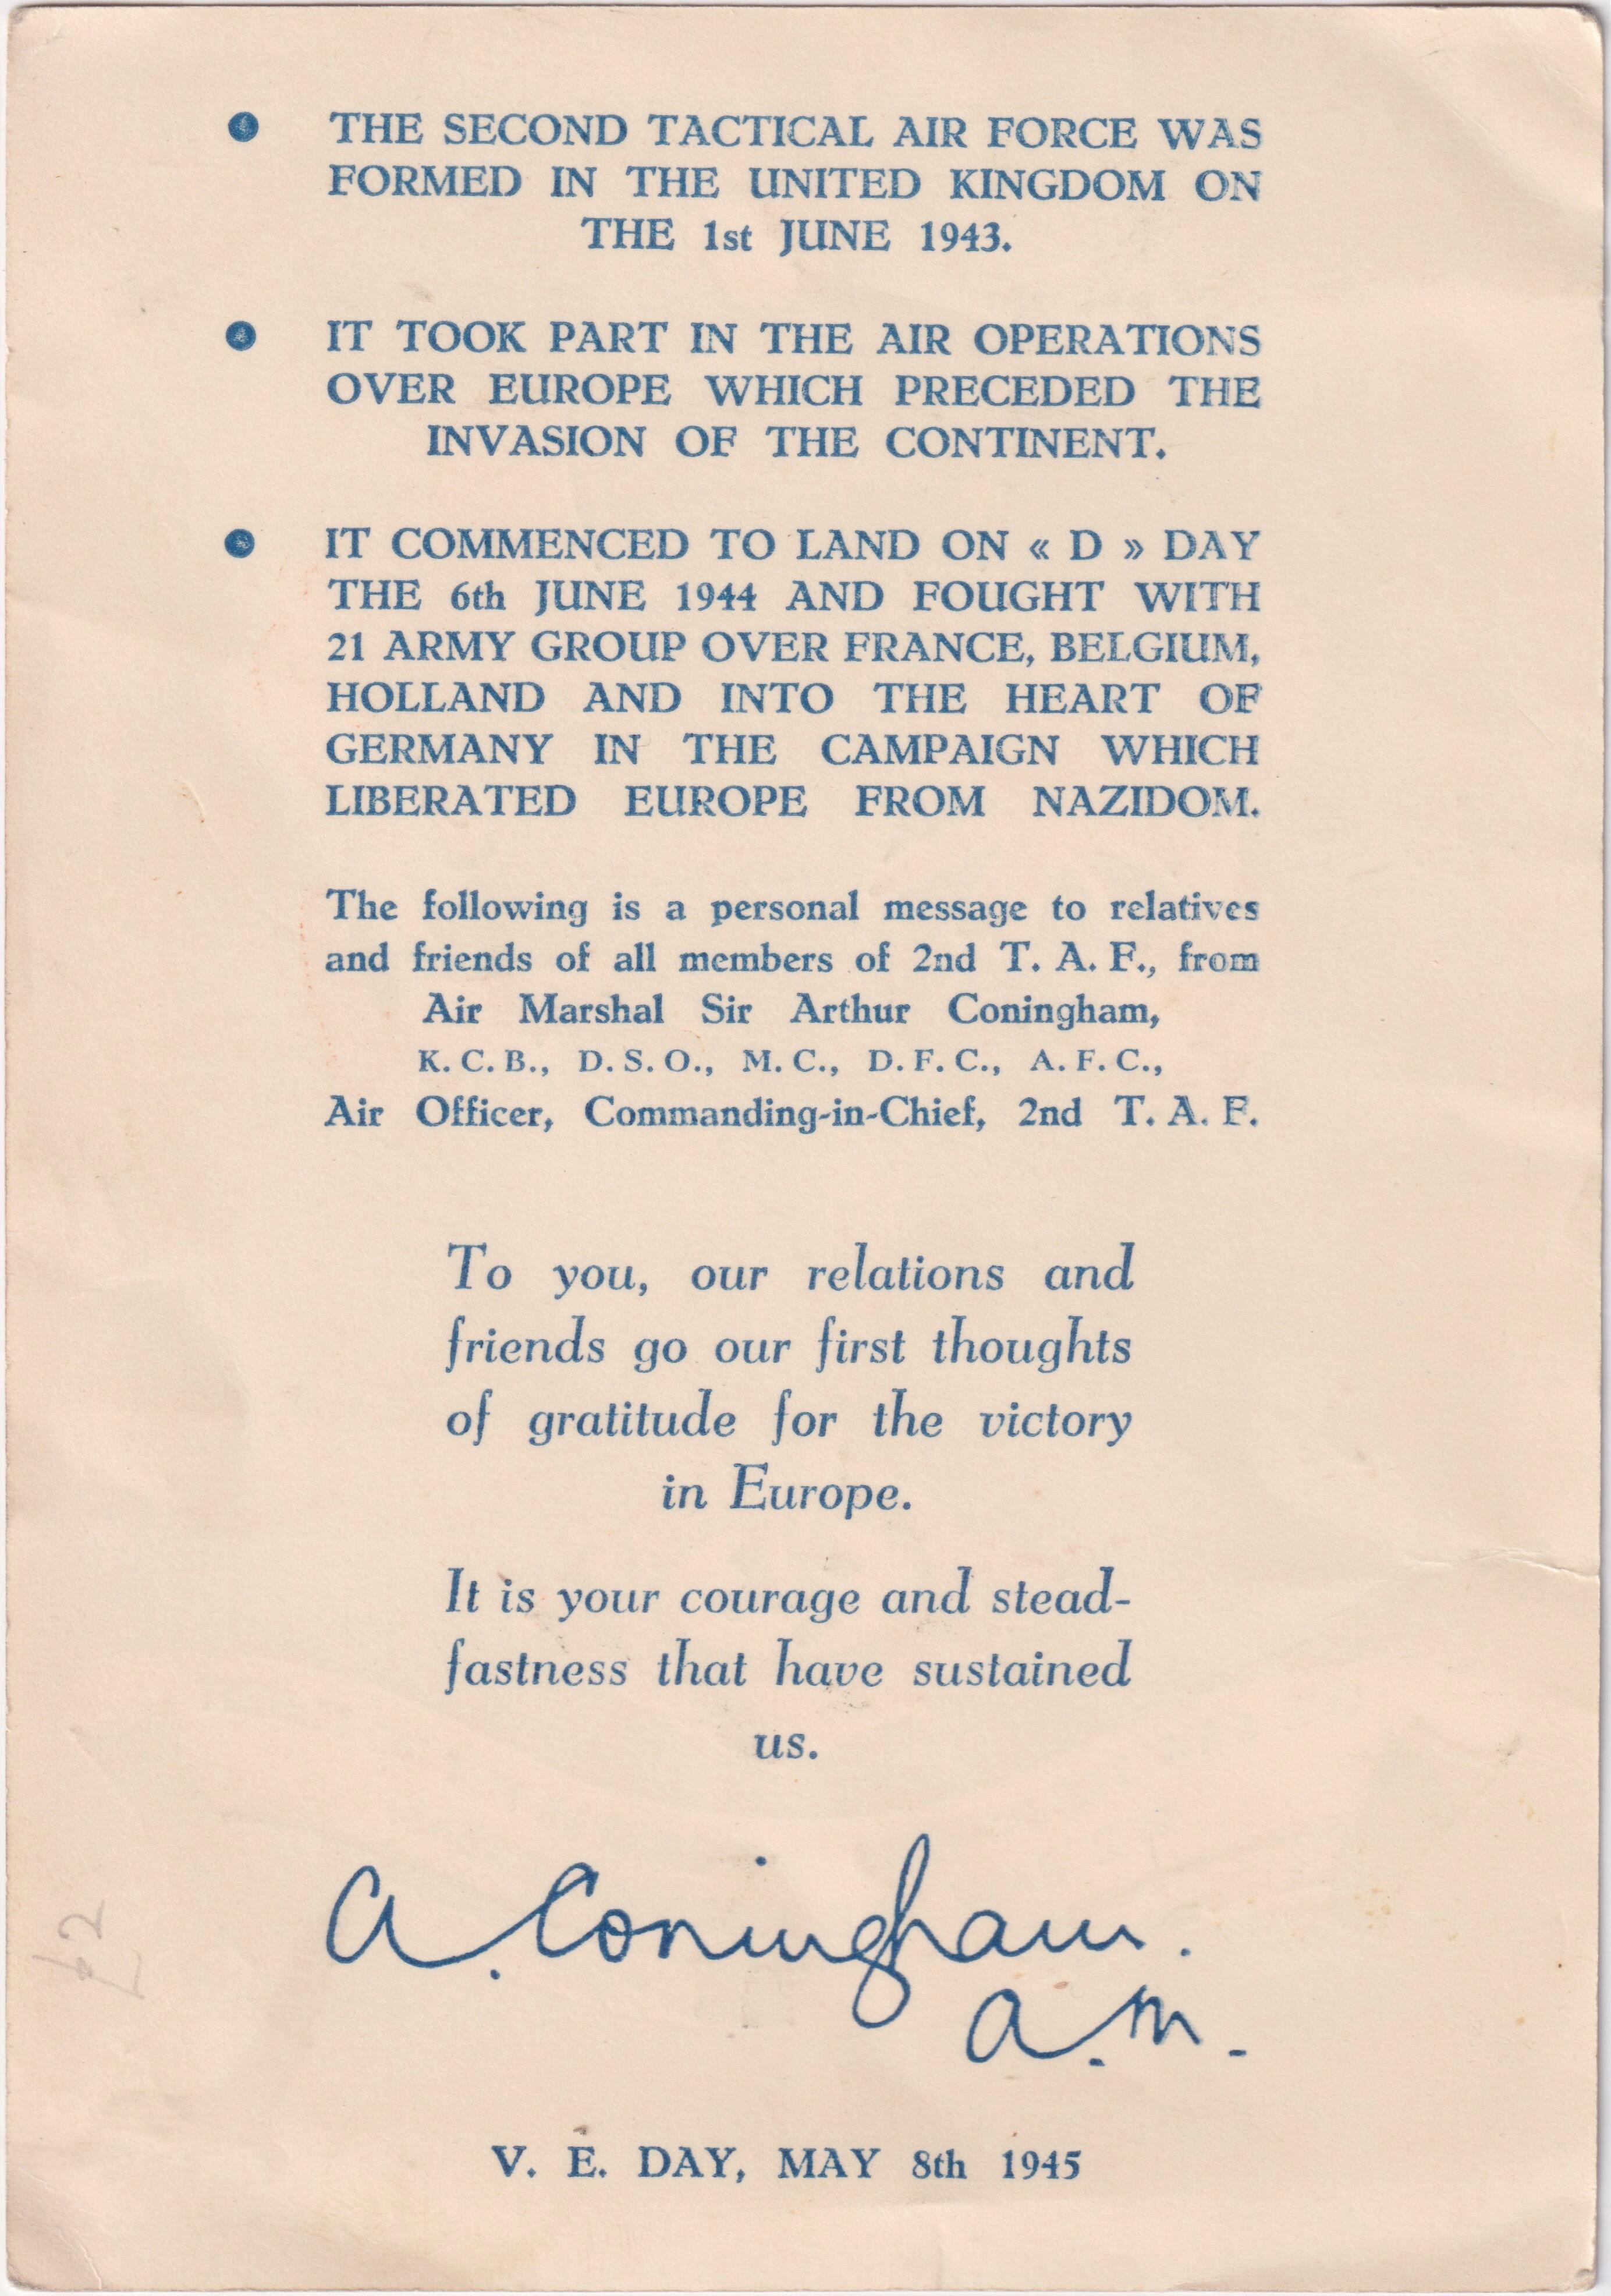 ● THE SECOND TACTICAL AIR FORCE WAS
FORMED IN THE UNITED KINGDOM ON
THE 1st JUNE 1943.
● IT TOOK PART IN THE AIR OPERATIONS
OVER EUROPE WHICH PRECEDED THE
INVASION OF THE CONTINENT.
● IT COMMENCED TO LAND ON « D » DAY
THE 6th JUNE 1944 AND FOUGHT WITH
21 ARMY GROUP OVER FRANCE, BELGIUM,
HOLLAND AND INTO THE HEART OF
GERMANY IN THE CAMPAIGN WHICH
LIBERATED EUROPE FROM NAZIDOM.
The following is a personal message to relatives
and friends of all members of 2nd T. A. F., from
Air Marshal Sir Arthur Coningham,
K. C. B., D. S. O., M. C., D. F. C., A. F. C.,
Air Officer, Commanding-in-Chief, 2nd T. A. F.
To you, our relations and
friends go our first thoughts
of gratitude for the victory
in Europe.
It is your courage and stead-
fastness that have sustained
us.
A. Coningham.
A. M.
£2
V. E. DAY, MAY 8th 1945